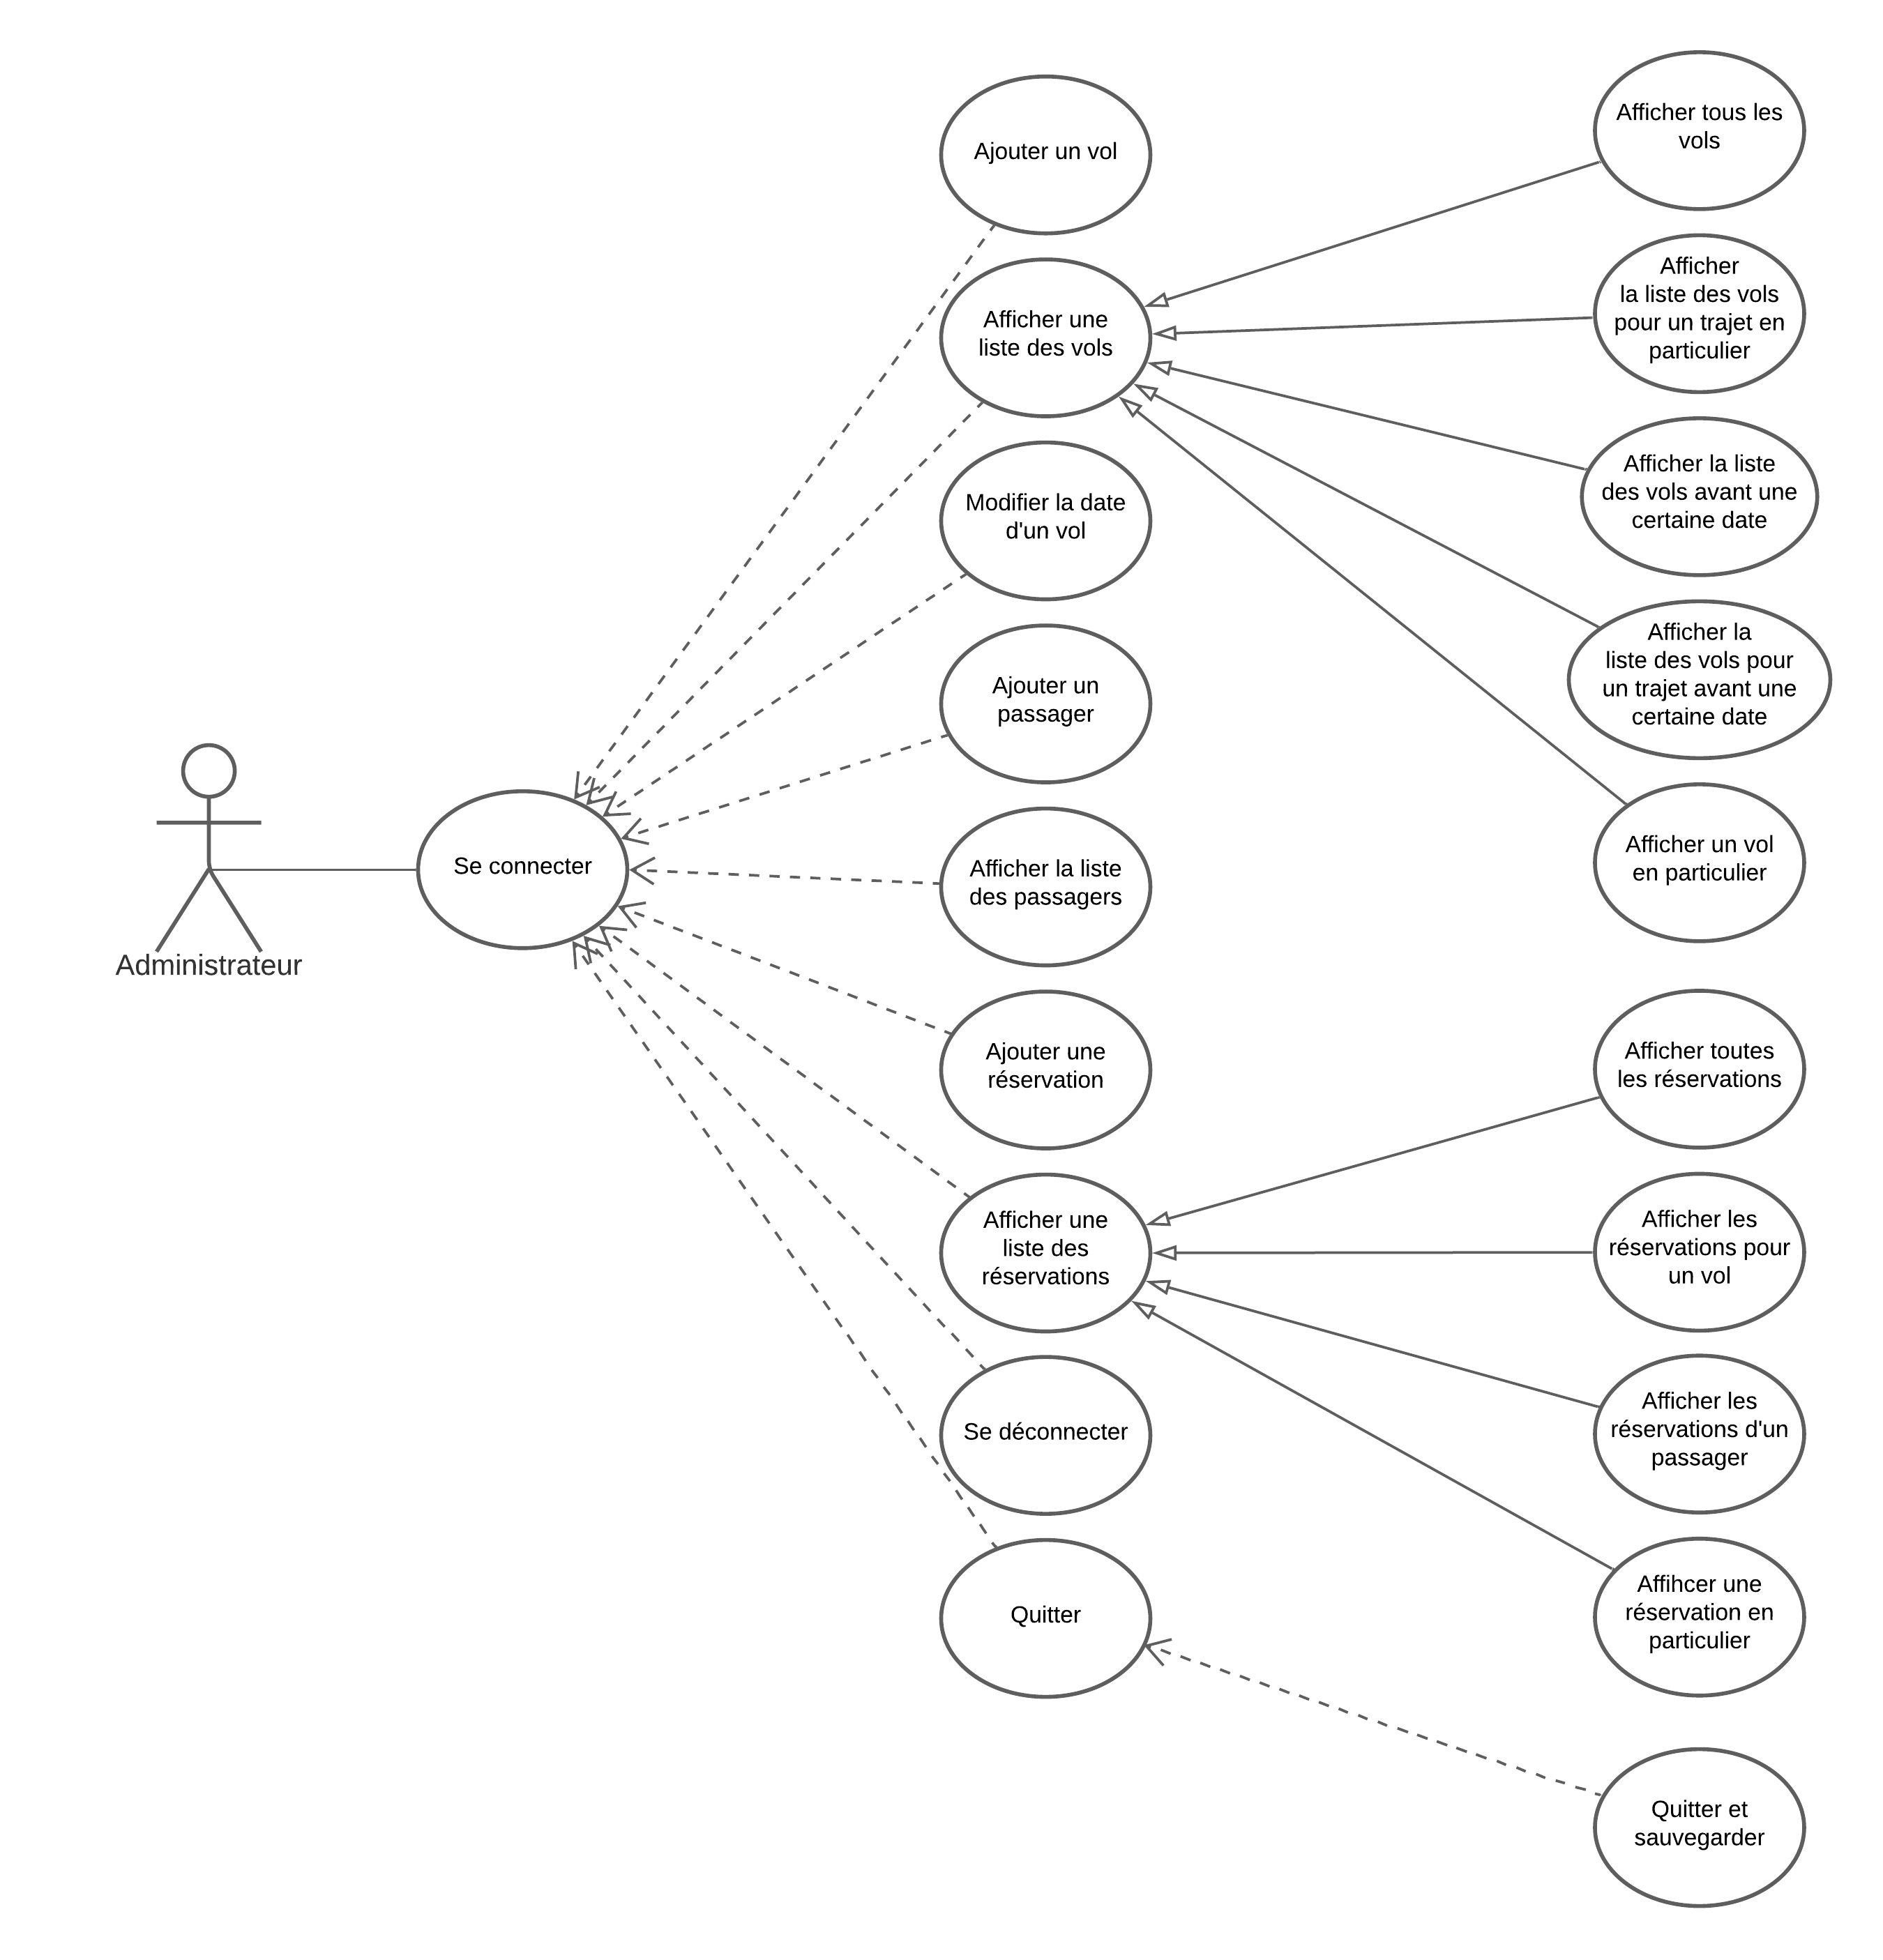 Administrateur
Se connecter
Ajouter un vol
Afficher une
liste des vols
Modifier la date
d'un vol
Ajouter un
passager
Afficher la liste
des passagers
Ajouter une
réservation
Afficher une
liste des
réservations
Se déconnecter
Quitter
Afficher tous les
vols
Afficher
la liste des vols
pour un trajet en
particulier
Afficher la liste
des vols avant une
certaine date
Afficher la
liste des vols pour
un trajet avant une
certaine date
Afficher un vol
en particulier
Afficher toutes
les réservations
Afficher les
réservations pour
un vol
Afficher les
réservations d'un
passager
Affihcer une
réservation en
particulier
Quitter et
sauvegarder